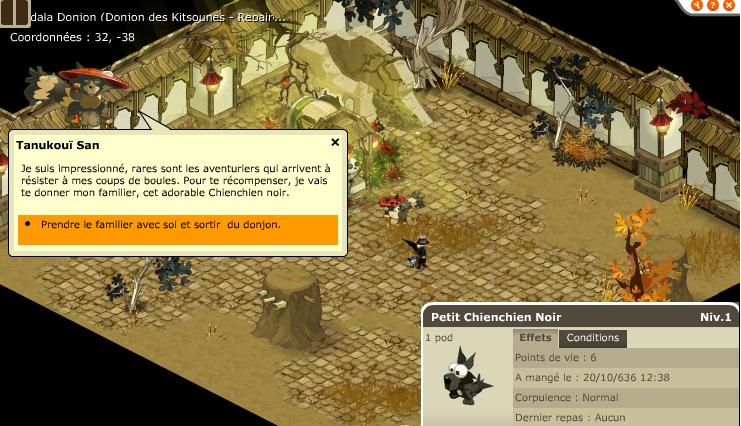 dala Donjon (Donjon des Kitsounes - Repair...
Coordonnées : 32, -38
Tanukouï San
Je suis impressionné, rares sont les aventuriers qui arrivent à
résister à mes coups de boules. Pour te récompenser, je vais
te donner mon familier, cet adorable Chienchien noir.
• Prendre le familier avec soi et sortir du donjon.
Petit Chienchien Noir Niv.1
1 pod Effets Conditions
Points de vie : 6
A mangé le : 20/10/636 12:38
Corpulence : Normal
Dernier repas : Aucun